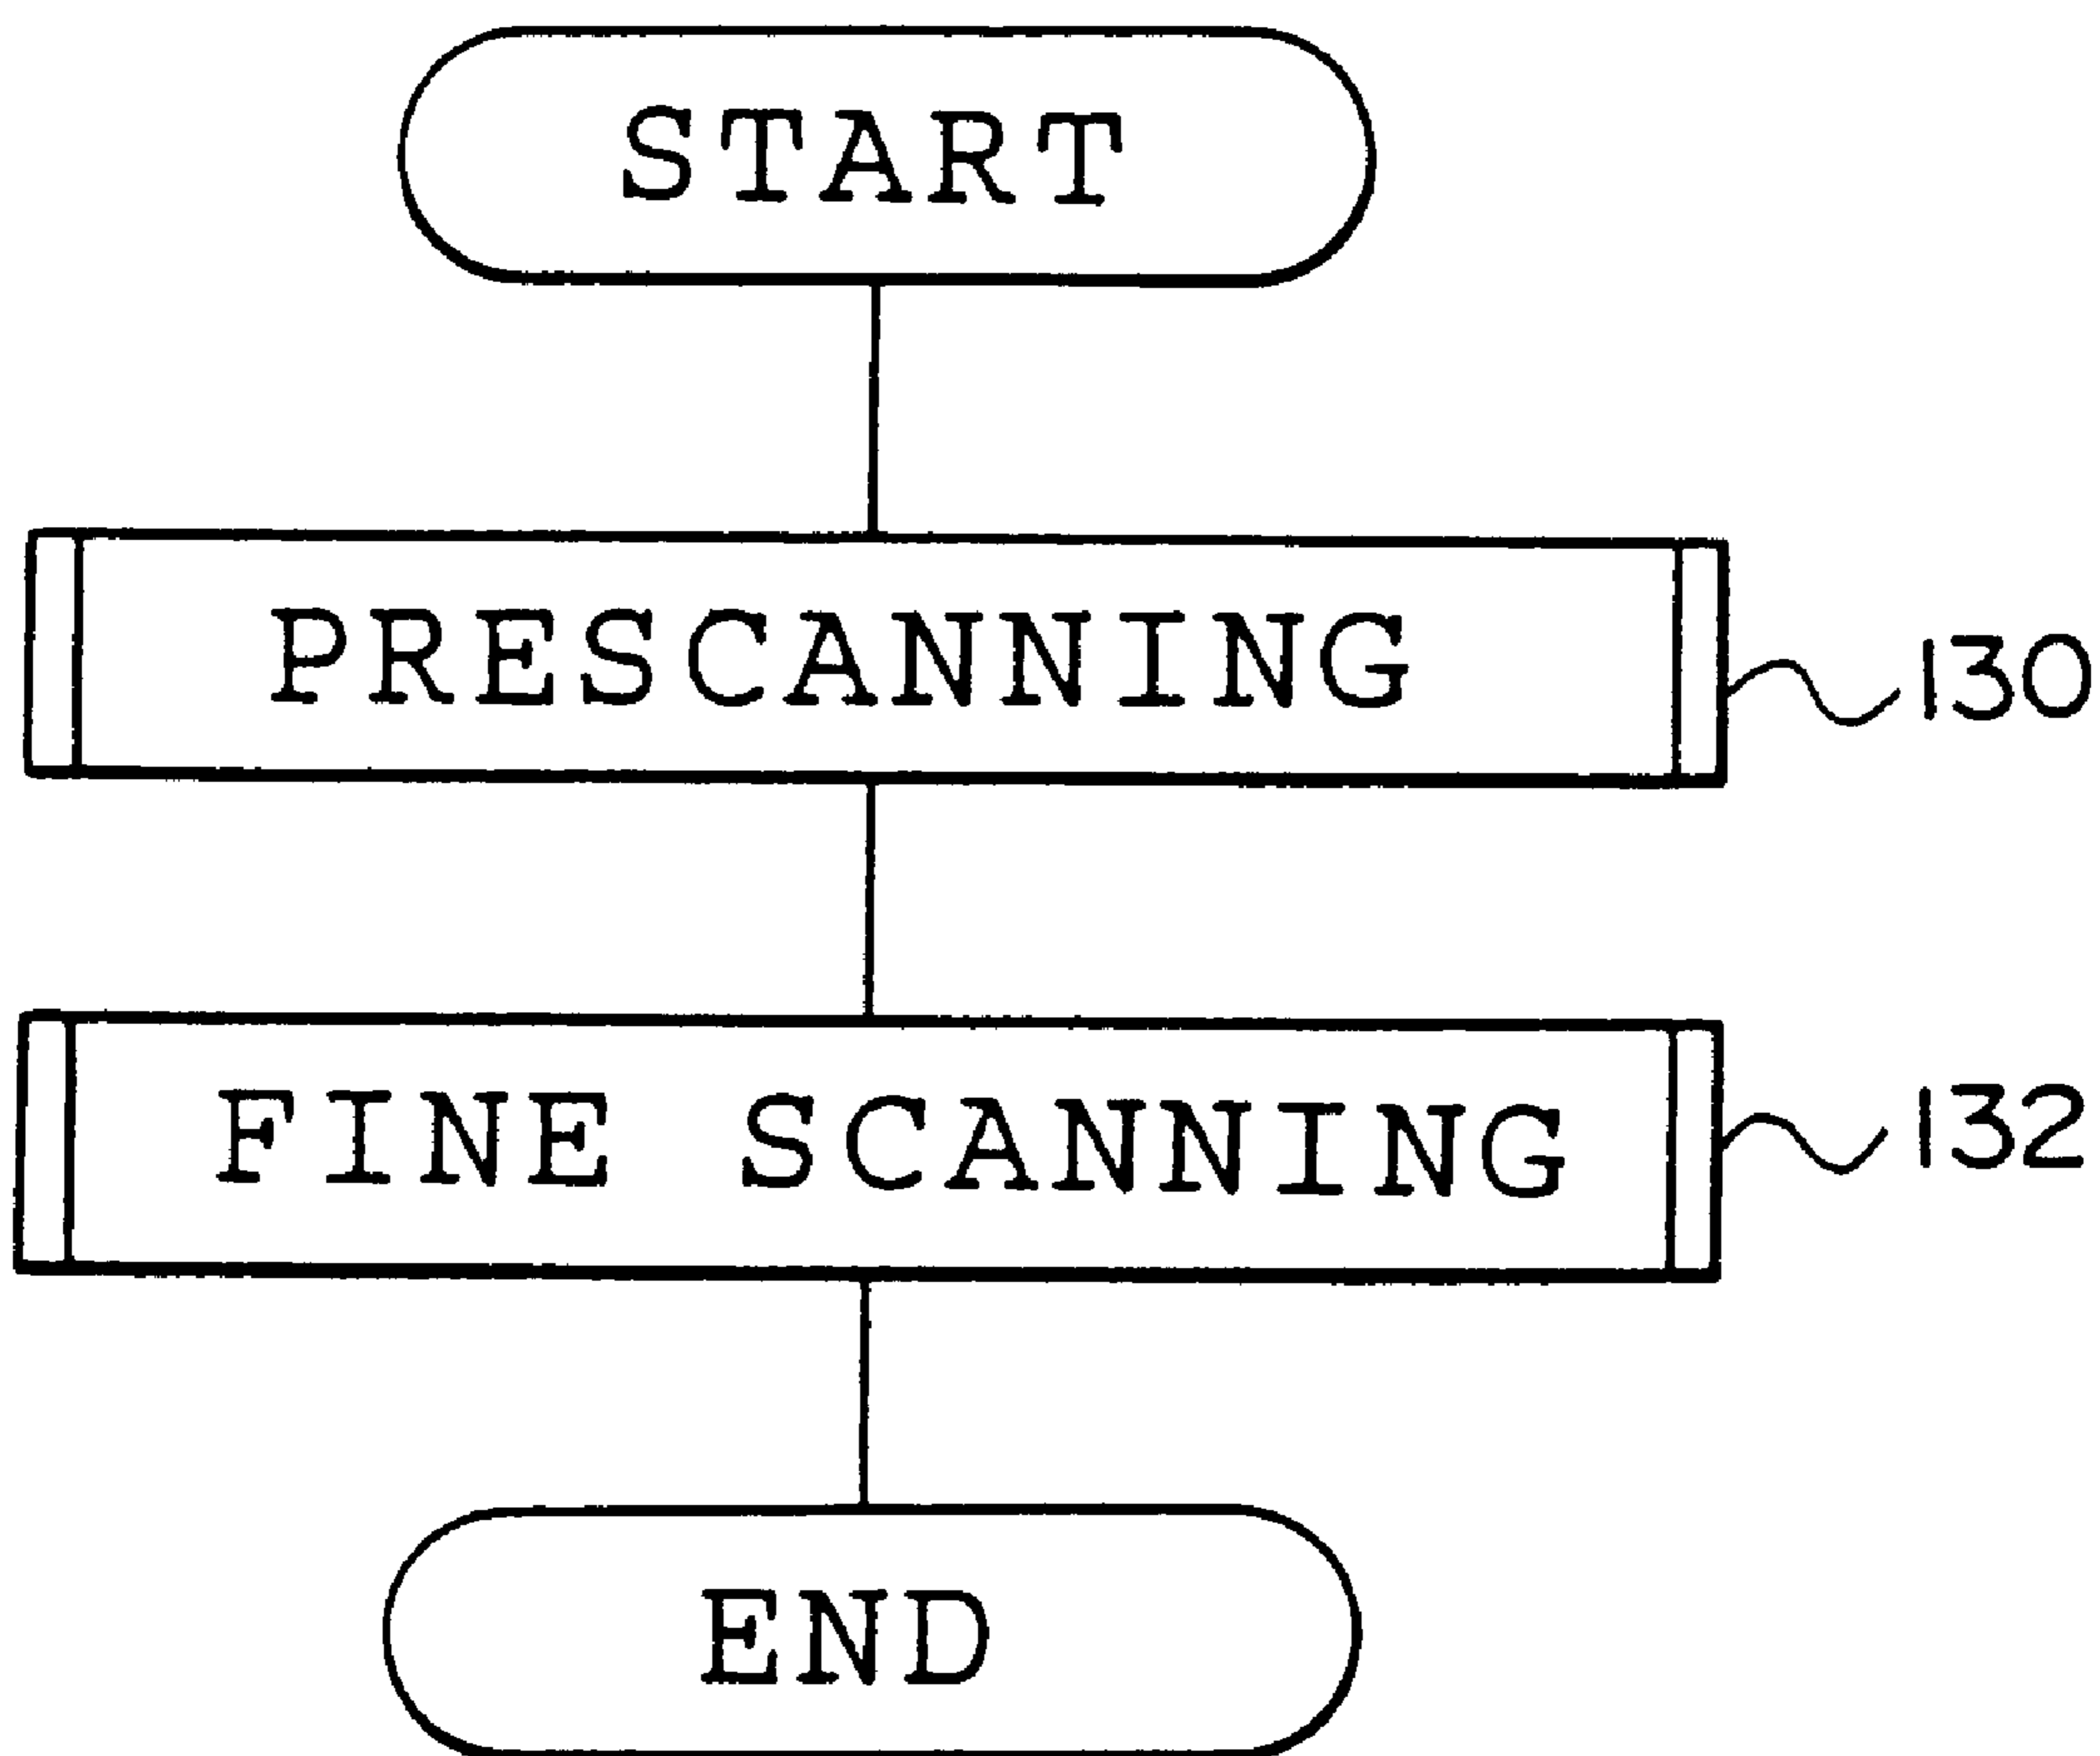 START
PRESCANNING
130
FINE SCANNING
132
END